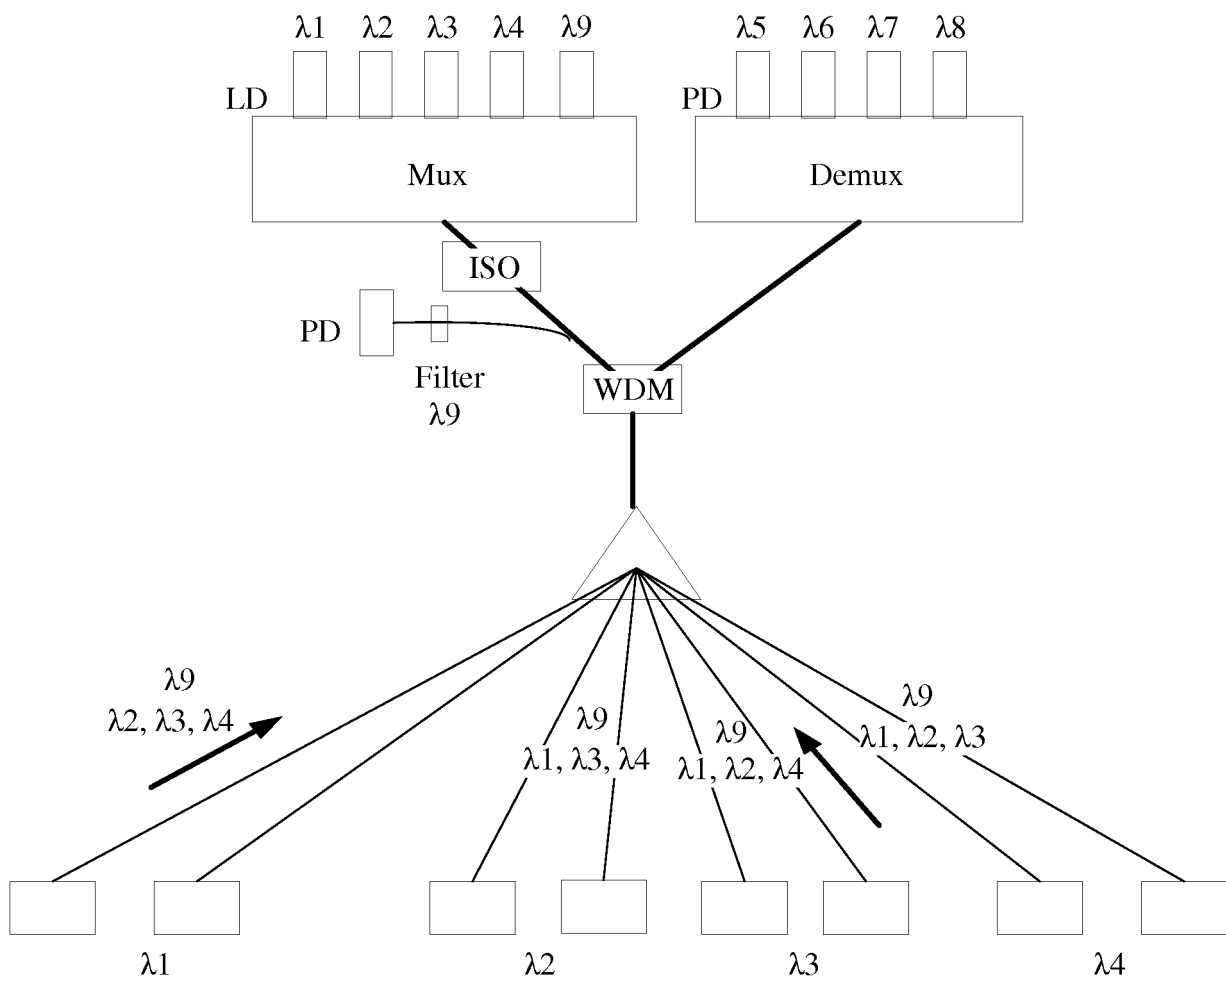 λ1 λ2 λ3 λ4 λ9
λ5 λ6 λ7 λ8
LD
PD
Mux
Demux
ISO
PD
Filter
λ9
WDM
λ9
λ2, λ3, λ4
λ9
λ1, λ3, λ4
λ9
λ1, λ2, λ4
λ9
λ1, λ2, λ3
λ1
λ2
λ3
λ4